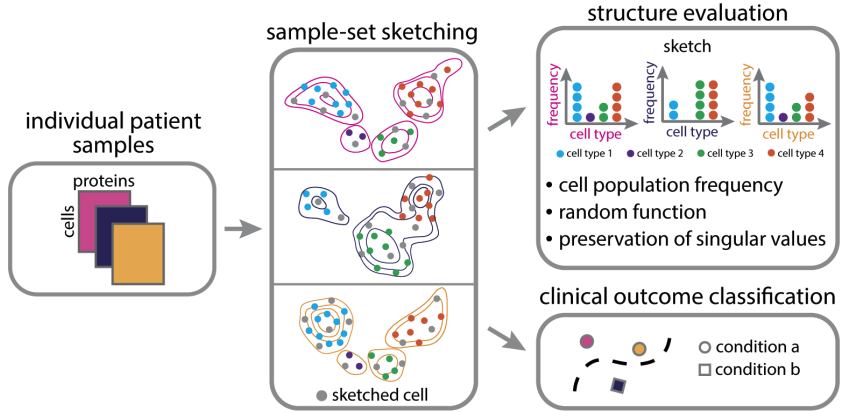 individual patient
samples
proteins
cells
sample-set sketching
sketched cell
structure evaluation
sketch
frequency
cell type
frequency
cell type
frequency
cell type
cell type 1
cell type 2
cell type 3
cell type 4
• cell population frequency
• random function
• preservation of singular values
clinical outcome classification
condition a
condition b